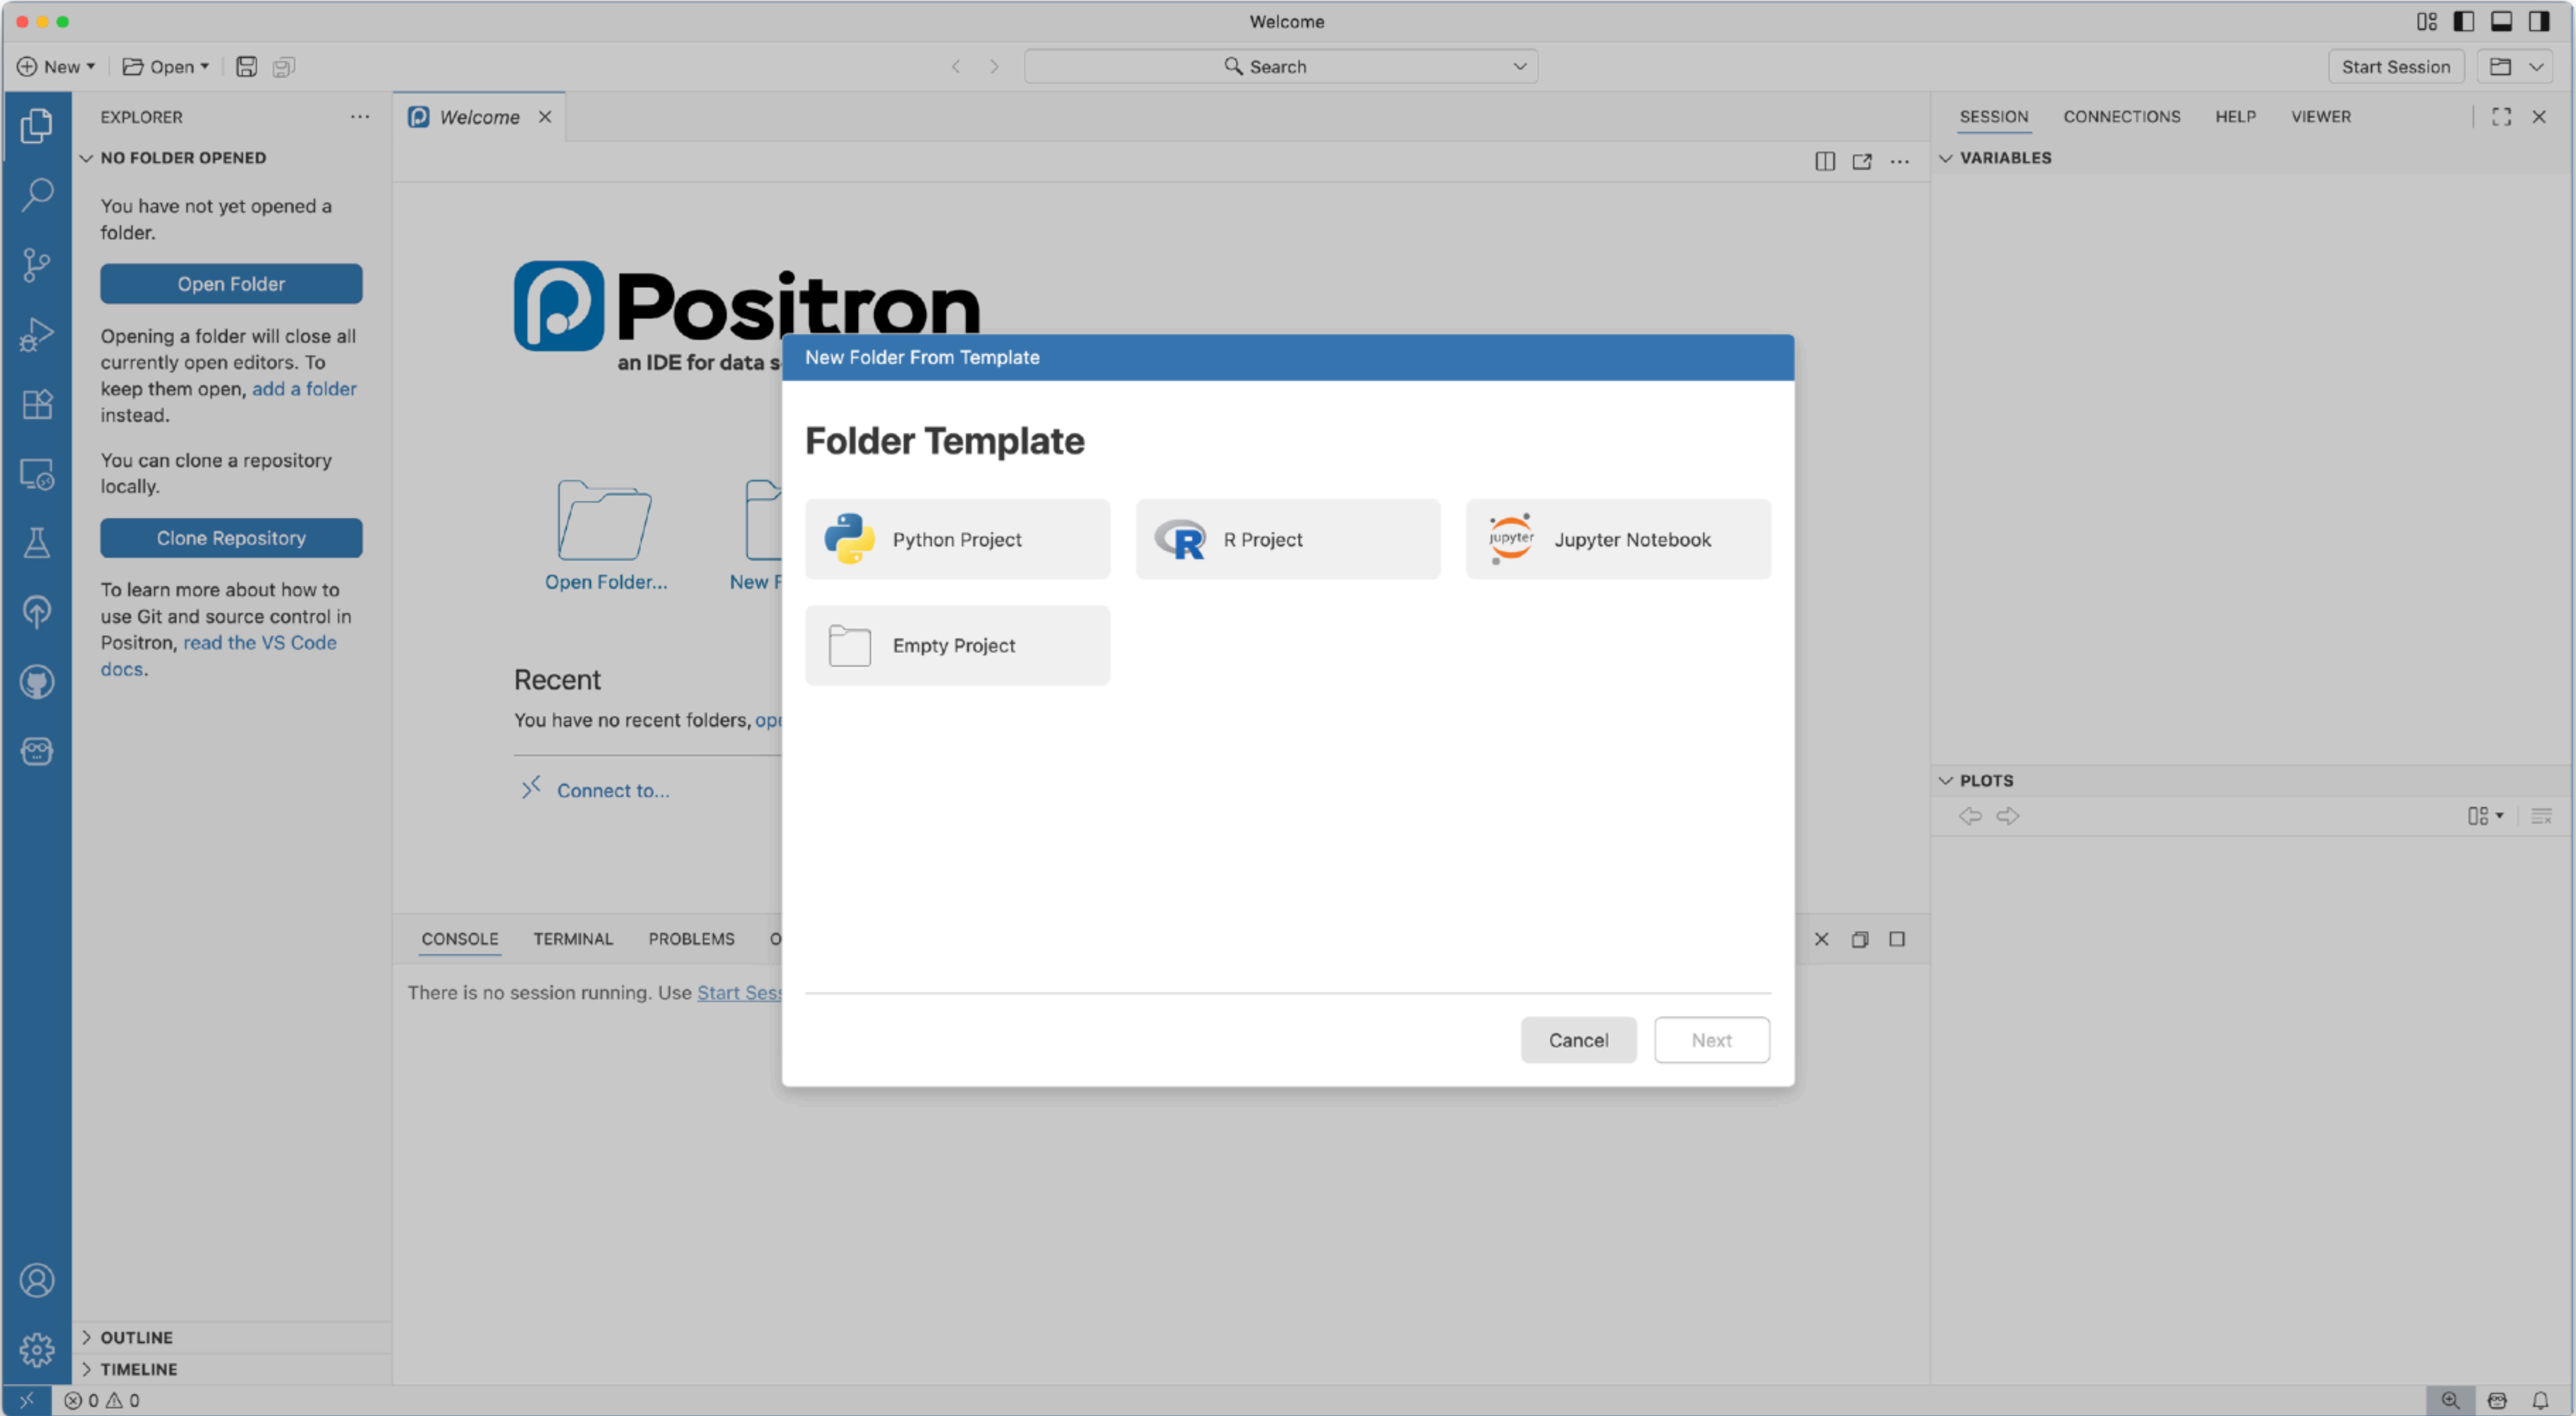 Welcome
New
Open
Search
Start Session
EXPLORER
NO FOLDER OPENED
You have not yet opened a
folder.
Open Folder
Opening a folder will close all
currently open editors. To
keep them open, add a folder
instead.
You can clone a repository
locally.
Clone Repository
To learn more about how to
use Git and source control in
Positron, read the VS Code
docs.
OUTLINE
TIMELINE
Welcome
Positron
an IDE for data s
Open Folder...
New F
Recent
You have no recent folders, ope
Connect to...
New Folder From Template
Folder Template
Python Project
R Project
jupyter
Jupyter Notebook
Empty Project
Cancel
Next
CONSOLE
TERMINAL
PROBLEMS
O
There is no session running. Use Start Sess
SESSION
CONNECTIONS
HELP
VIEWER
VARIABLES
PLOTS
0
0